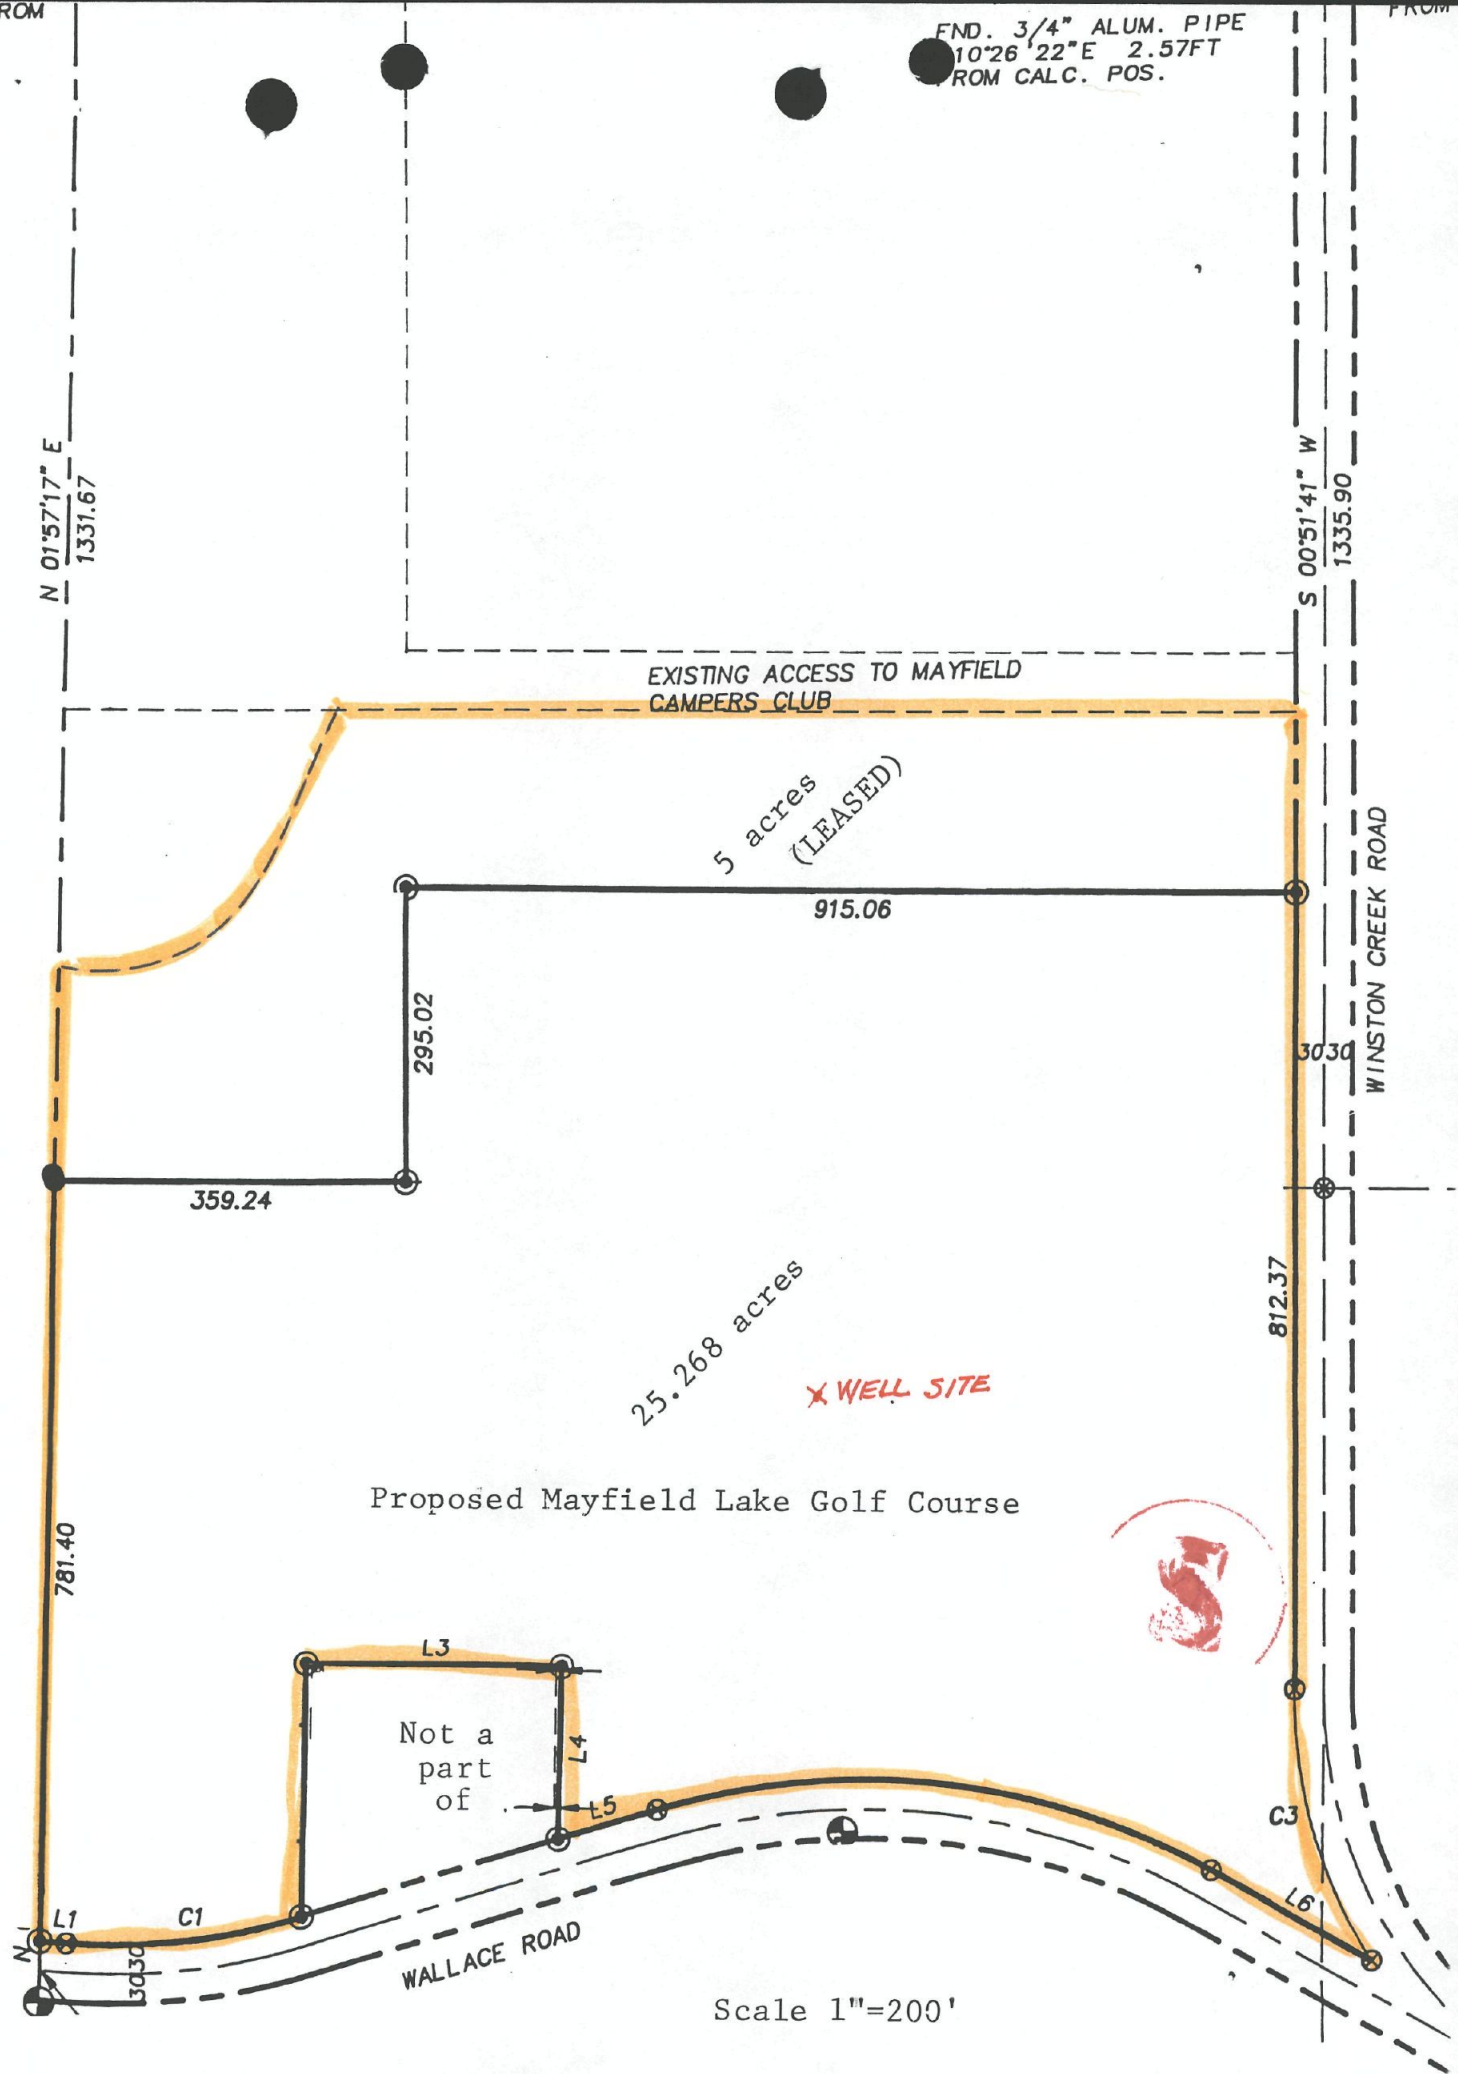 ROM
FROM
FND. 3/4" ALUM. PIPE
10°26'22"E 2.57FT
ROM CALC. POS.
N 01°57'17" E
1331.67
S 00°51'41" W
1335.90
EXISTING ACCESS TO MAYFIELD
CAMPERS CLUB
5 acres
(LEASED)
915.06
295.02
359.24
WINSTON CREEK ROAD
3030
812.37
25.268 acres
X WELL SITE
Proposed Mayfield Lake Golf Course
S
781.40
L3
Not a
part
of
L4
L5
C3
L6
L1
C1
N
3030
WALLACE ROAD
Scale 1"=200'